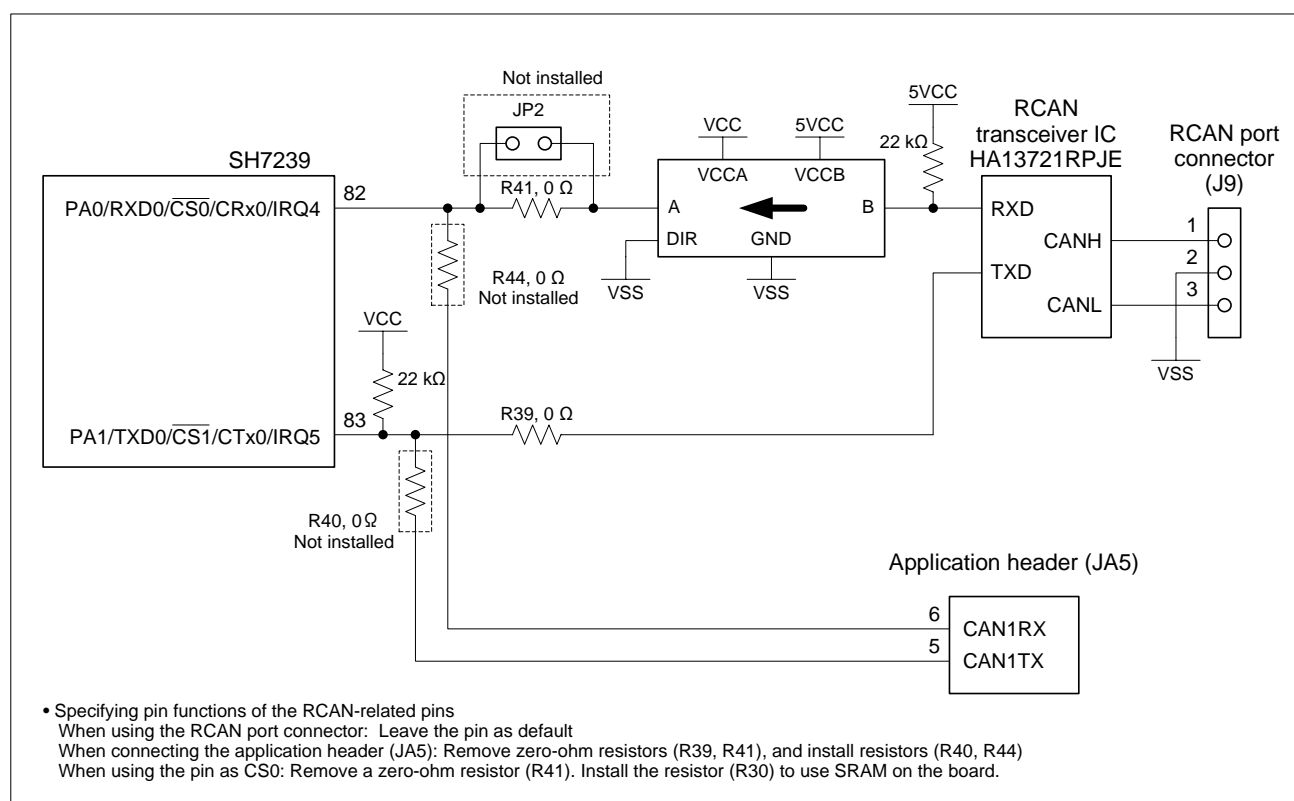 Not installed
JP2
5VCC
RCAN
transceiver IC
HA13721RPJE
RCAN port
connector
(J9)
SH7239
VCC
5VCC
22 kΩ
82
R41, 0 Ω
VCCA
VCCB
PA0/RXD0/CS0/CRx0/IRQ4
A
B
RXD
DIR
GND
CANH
1
R44, 0 Ω
Not installed
VSS
VSS
TXD
2
CANL
3
VCC
22 kΩ
VSS
83
R39, 0 Ω
PA1/TXD0/CS1/CTx0/IRQ5
R40, 0Ω
Not installed
Application header (JA5)
6
CAN1RX
5
CAN1TX
• Specifying pin functions of the RCAN-related pins
When using the RCAN port connector: Leave the pin as default
When connecting the application header (JA5): Remove zero-ohm resistors (R39, R41), and install resistors (R40, R44)
When using the pin as CS0: Remove a zero-ohm resistor (R41). Install the resistor (R30) to use SRAM on the board.